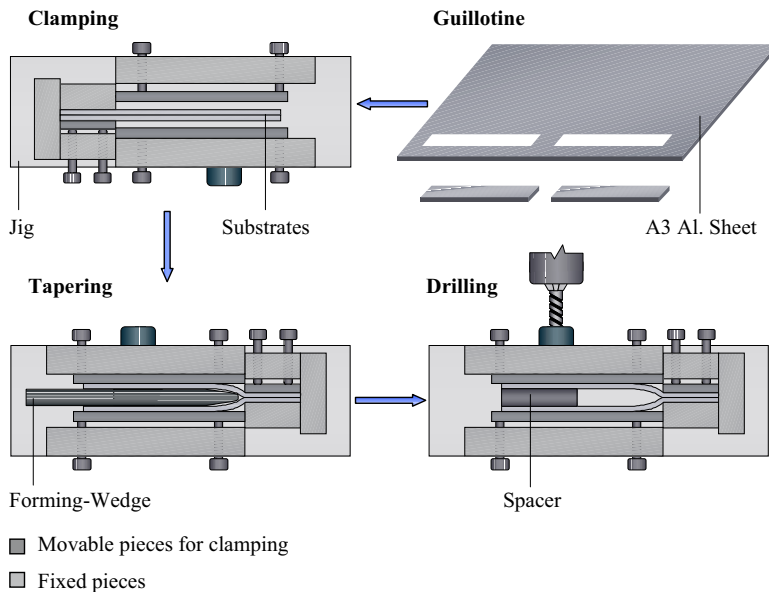 Clamping
Guillotine
Jig
Substrates
A3 Al. Sheet
Tapering
Drilling
Forming-Wedge
Spacer
Movable pieces for clamping
Fixed pieces